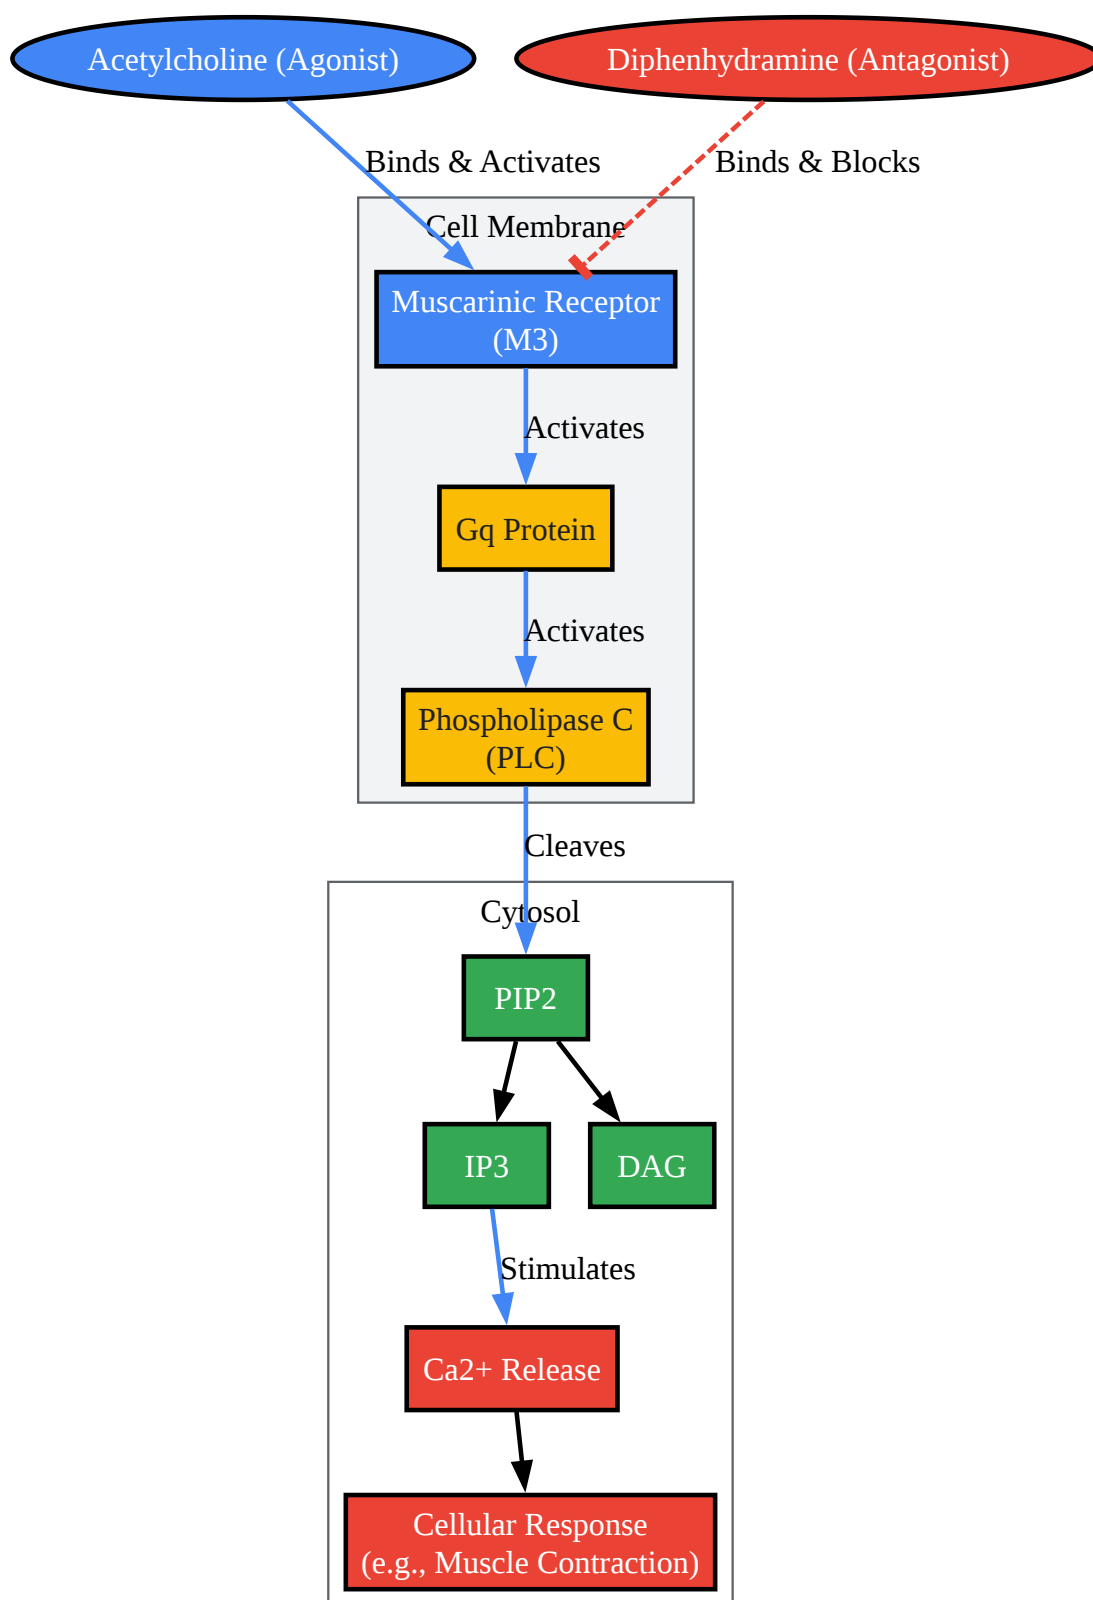 Acetylcholine (Agonist)
Diphenhydramine (Antagonist)
Binds & Activates
Binds & Blocks
Cell Membrane
Muscarinic Receptor
(M3)
Activates
Gq Protein
Activates
Phospholipase C
(PLC)
Cleaves
Cytosol
PIP2
IP3
DAG
Stimulates
Ca2+ Release
Cellular Response
(e.g., Muscle Contraction)